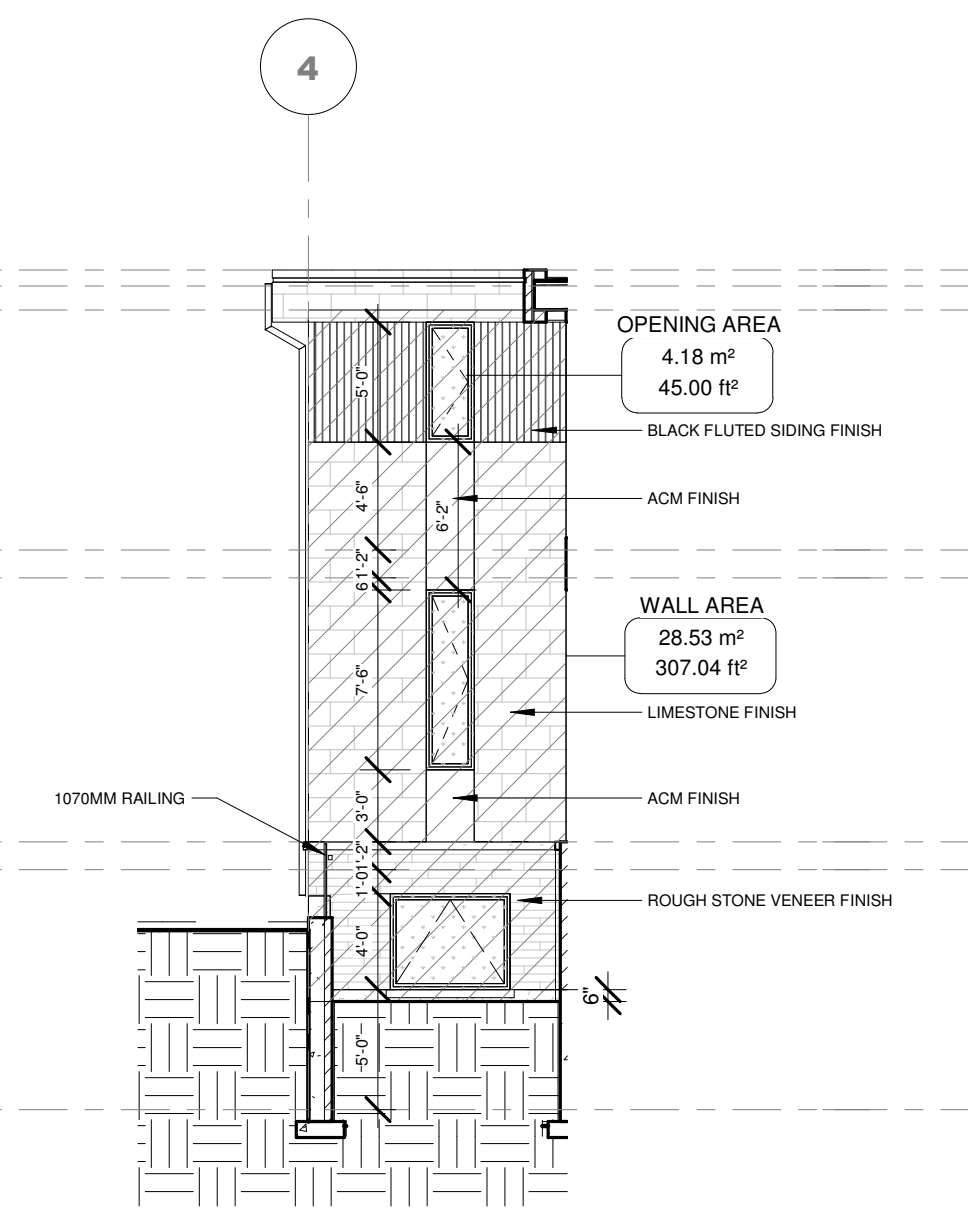 4
OPENING AREA
4.18 m²
45.00 ft²
5'-0"
BLACK FLUTED SIDING FINISH
4'-6"
6'-2"
ACM FINISH
1'-2"
6
WALL AREA
28.53 m²
307.04 ft²
7'-6"
LIMESTONE FINISH
1070MM RAILING
3'-0"
ACM FINISH
1'-2"
1'-0
ROUGH STONE VENEER FINISH
4'-0"
6"
5'-0"